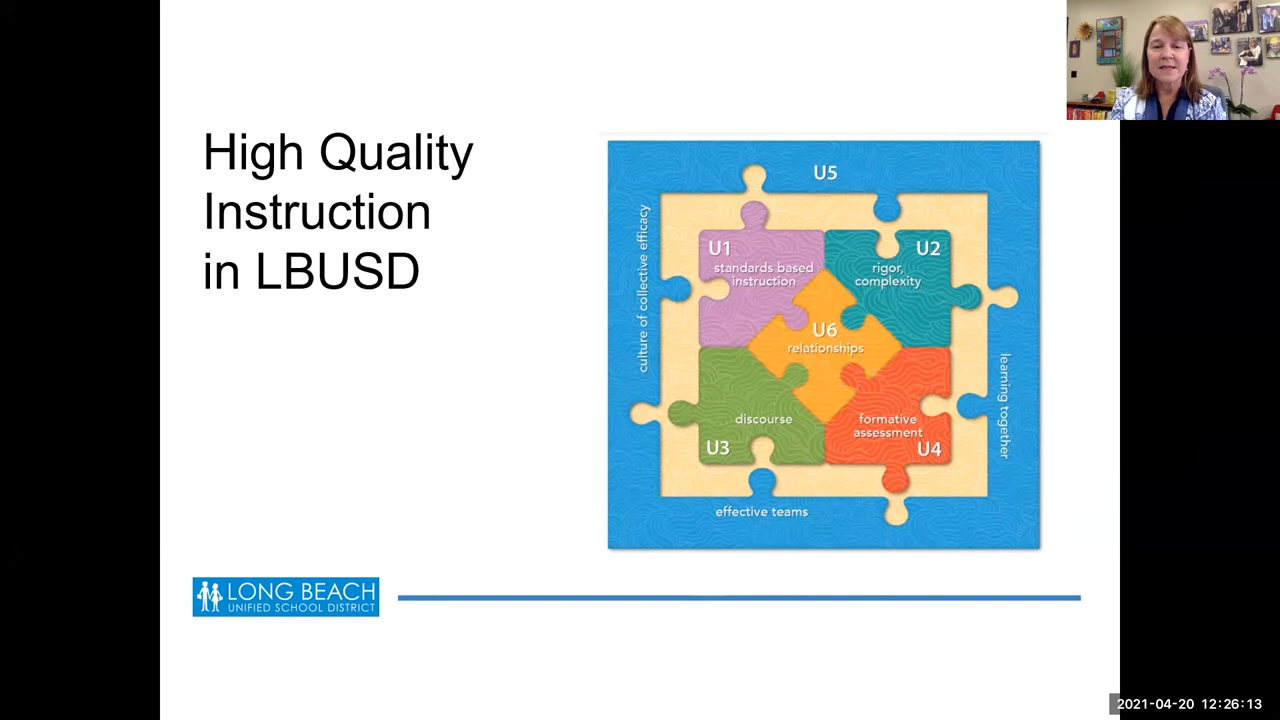 High Quality
Instruction
in LBUSD
U5
culture of collective efficacy
U1
standards based
instruction
U2
rigor,
complexity
U6
relationships
discourse
U3
formative
assessment
U4
learning together
effective teams
LONG BEACH
UNIFIED SCHOOL DISTRICT
2021-04-20 12:26:13